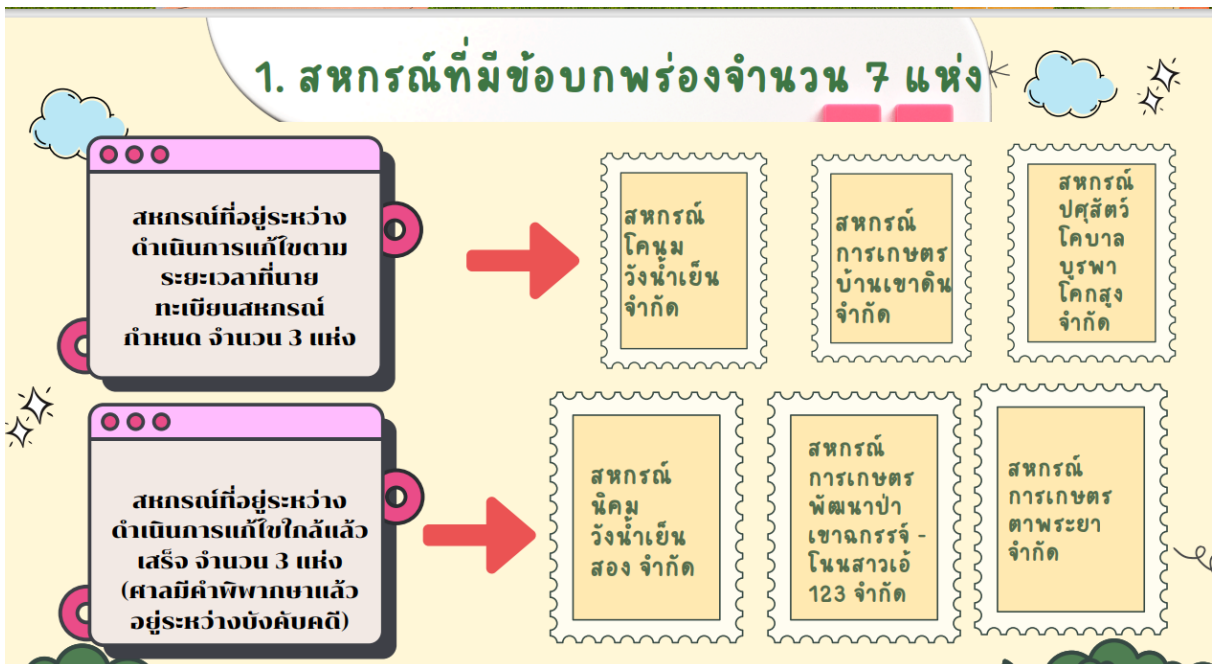 1. สหกรณ์ที่มีข้อบกพร่องจำนวน 7 แห่ง
สหกรณ์ที่อยู่ระหว่าง
ดำเนินการแก้ไขตาม
ระยะเวลาที่นาย
ทะเบียนสหกรณ์
กำหนด จำนวน 3 แห่ง
สหกรณ์
โคนม
วังน้ำเย็น
จำกัด
สหกรณ์
การเกษตร
บ้านเขาดิน
จำกัด
สหกรณ์
ปศุสัตว์
โคบาล
บูรพา
โคกสูง
จำกัด
สหกรณ์ที่อยู่ระหว่าง
ดำเนินการแก้ไขใกล้แล้ว
เสร็จ จำนวน 3 แห่ง
(ศาลมีคำพิพากษาแล้ว
อยู่ระหว่างบังคับคดี)
สหกรณ์
นิคม
วังน้ำเย็น
สอง จำกัด
สหกรณ์
การเกษตร
พัฒนาป่า
เขาฉกรรจ์ -
โนนสาวเอ้
123 จำกัด
สหกรณ์
การเกษตร
ตาพระยา
จำกัด